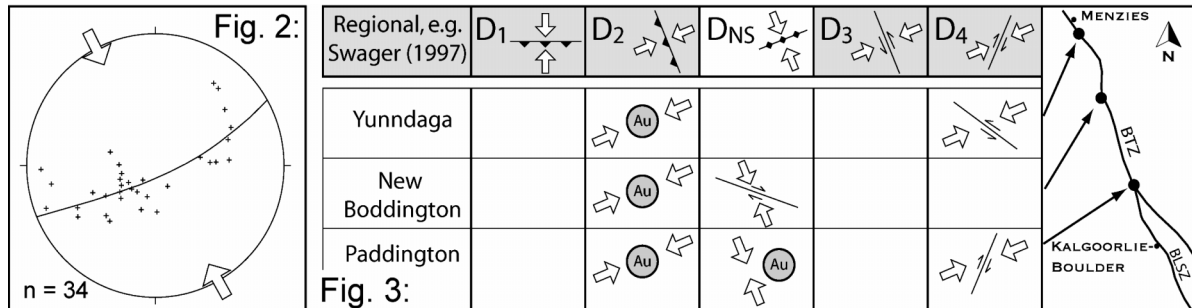 Fig. 2:
n = 34
Regional, e.g.
Swager (1997)
D1
D2
DNS
D3
D4
Yunndaga
Au
New
Boddington
Au
Paddington
Au
Au
Fig. 3:
MENZIES
N
BTZ
KALGOORLIE-
BOULDER
BLSZ